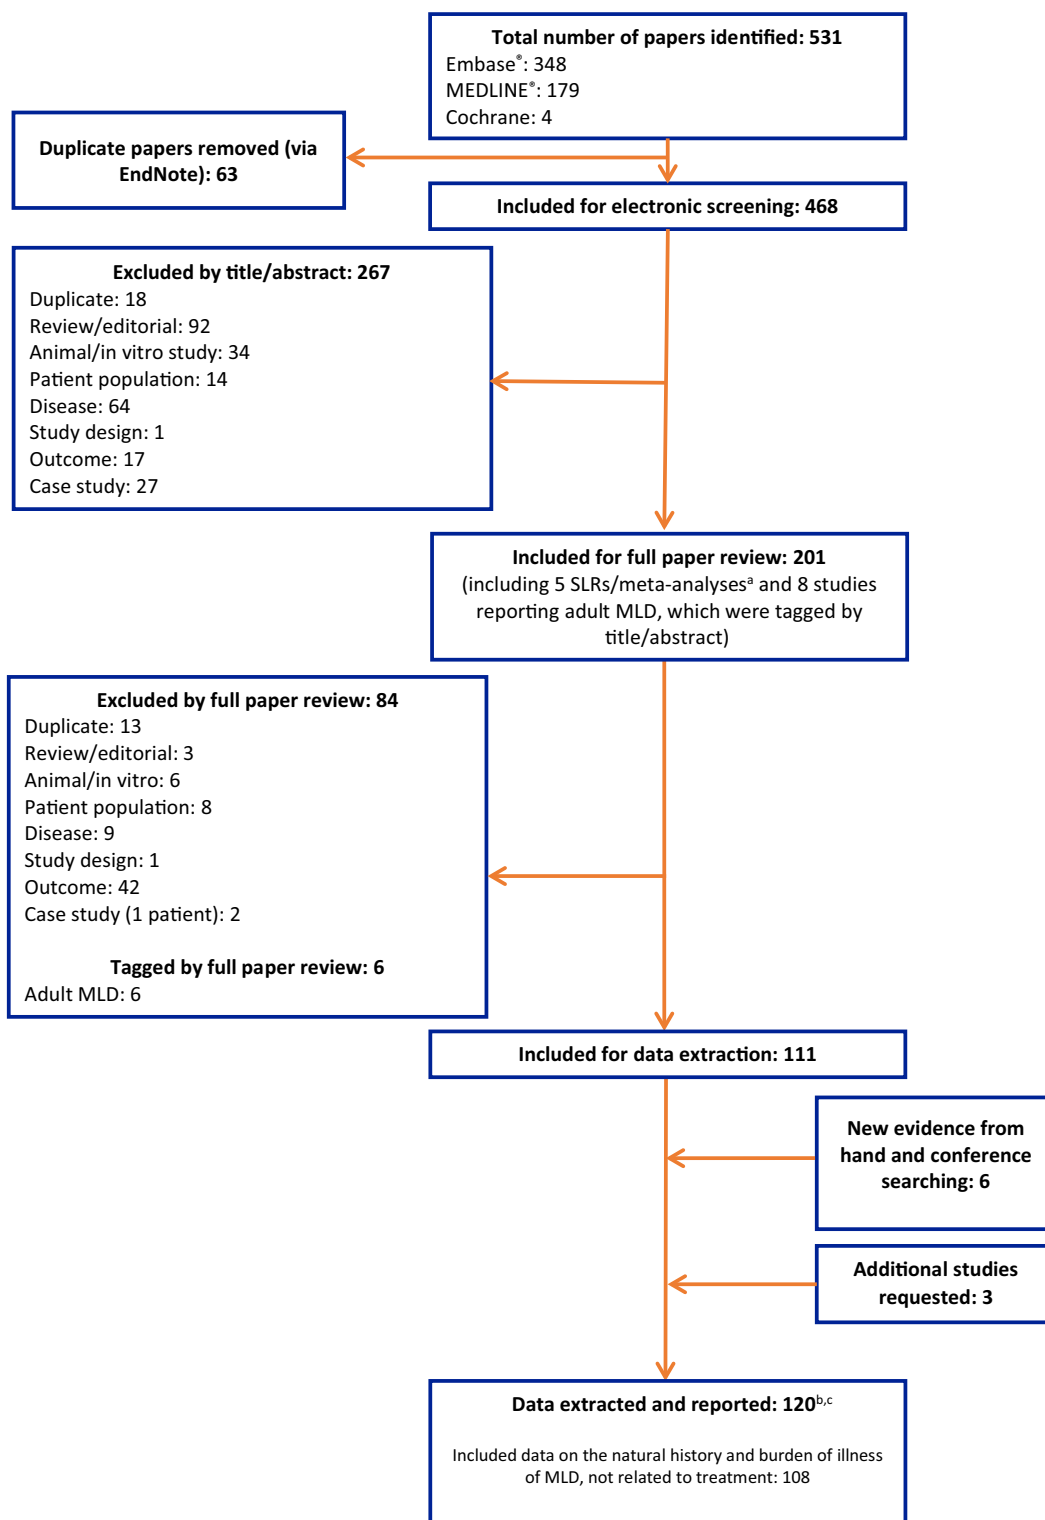 Total number of papers identified: 531
Embase®: 348
MEDLINE®: 179
Cochrane: 4
Duplicate papers removed (via
EndNote): 63
Included for electronic screening: 468
Excluded by title/abstract: 267
Duplicate: 18
Review/editorial: 92
Animal/in vitro study: 34
Patient population: 14
Disease: 64
Study design: 1
Outcome: 17
Case study: 27
Included for full paper review: 201
(including 5 SLRs/meta-analysesᵃ and 8 studies
reporting adult MLD, which were tagged by
title/abstract)
Excluded by full paper review: 84
Duplicate: 13
Review/editorial: 3
Animal/in vitro: 6
Patient population: 8
Disease: 9
Study design: 1
Outcome: 42
Case study (1 patient): 2
Tagged by full paper review: 6
Adult MLD: 6
Included for data extraction: 111
New evidence from
hand and conference
searching: 6
Additional studies
requested: 3
Data extracted and reported: 120ᵇ,ᶜ
Included data on the natural history and burden of illness
of MLD, not related to treatment: 108